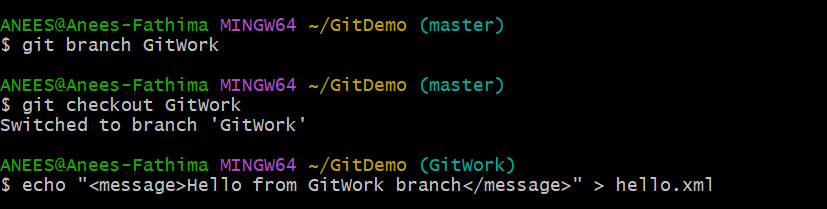 ANEES@Anees-Fathima MINGW64 ~/GitDemo (master)
$ git branch GitWork
ANEES@Anees-Fathima MINGW64 ~/GitDemo (master)
$ git checkout GitWork
Switched to branch 'GitWork'
ANEES@Anees-Fathima MINGW64 ~/GitDemo (GitWork)
$ echo "<message>Hello from GitWork branch</message>" > hello.xml